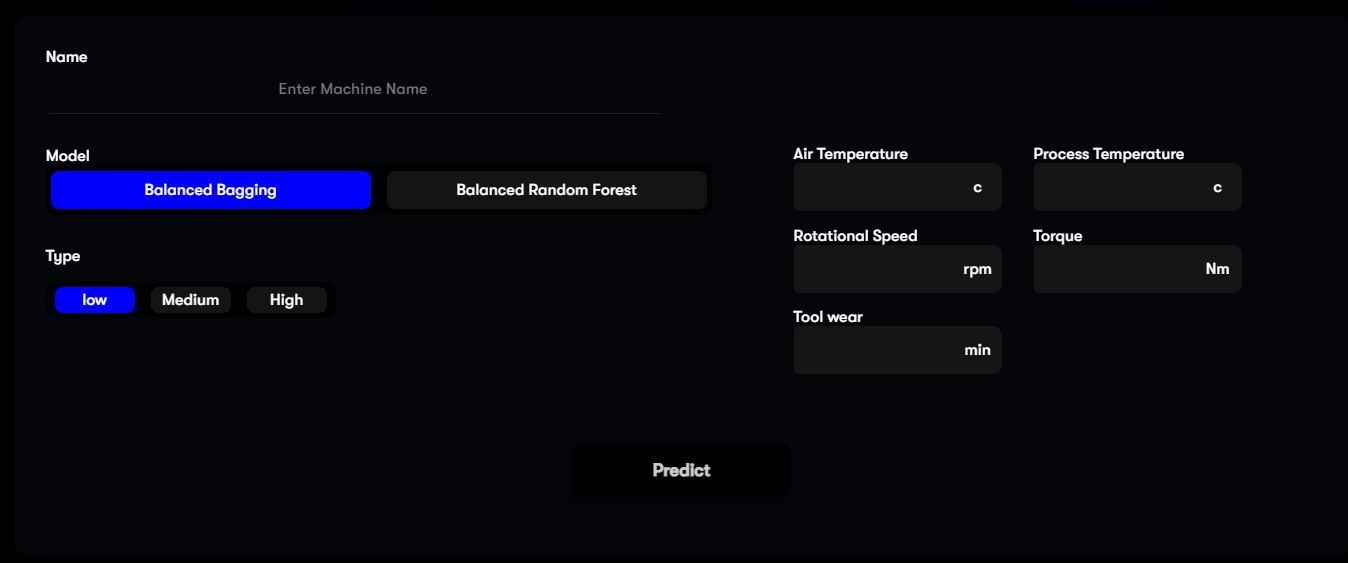 Name
Enter Machine Name
Model
Balanced Bagging
Balanced Random Forest
Type
low
Medium
High
Air Temperature
c
Process Temperature
c
Rotational Speed
rpm
Torque
Nm
Tool wear
min
Predict